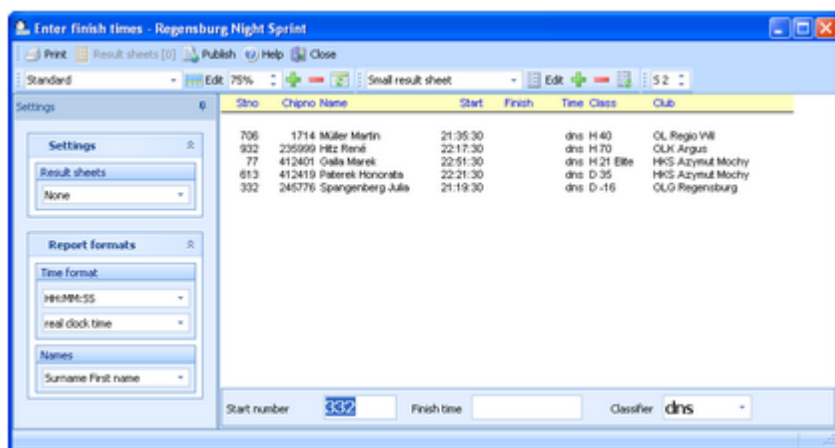 Enter finish times - Regensburg Night Sprint
Print Result sheets [0] Publish Help Close
Standard Edit 75% Small result sheet Edit S 2
Settings
Stno Chipno Name Start Finish Time Class Club
Settings
Result sheets
None
Report formats
Time format
HH:MM:SS
real clock time
Names
Surname First name
706 1714 Müller Martin 21:35:30 dns H 40 OL Regio Wil
932 235999 Hitz René 22:17:30 dns H 70 OLK Argus
77 412401 Galla Marek 22:51:30 dns H 21 Elite HKS Azymut Mochy
613 412419 Paterek Honorata 22:21:30 dns D 35 HKS Azymut Mochy
332 245776 Spangenberg Julia 21:19:30 dns D -16 OLG Regensburg
Start number 332 Finish time Classifier dns